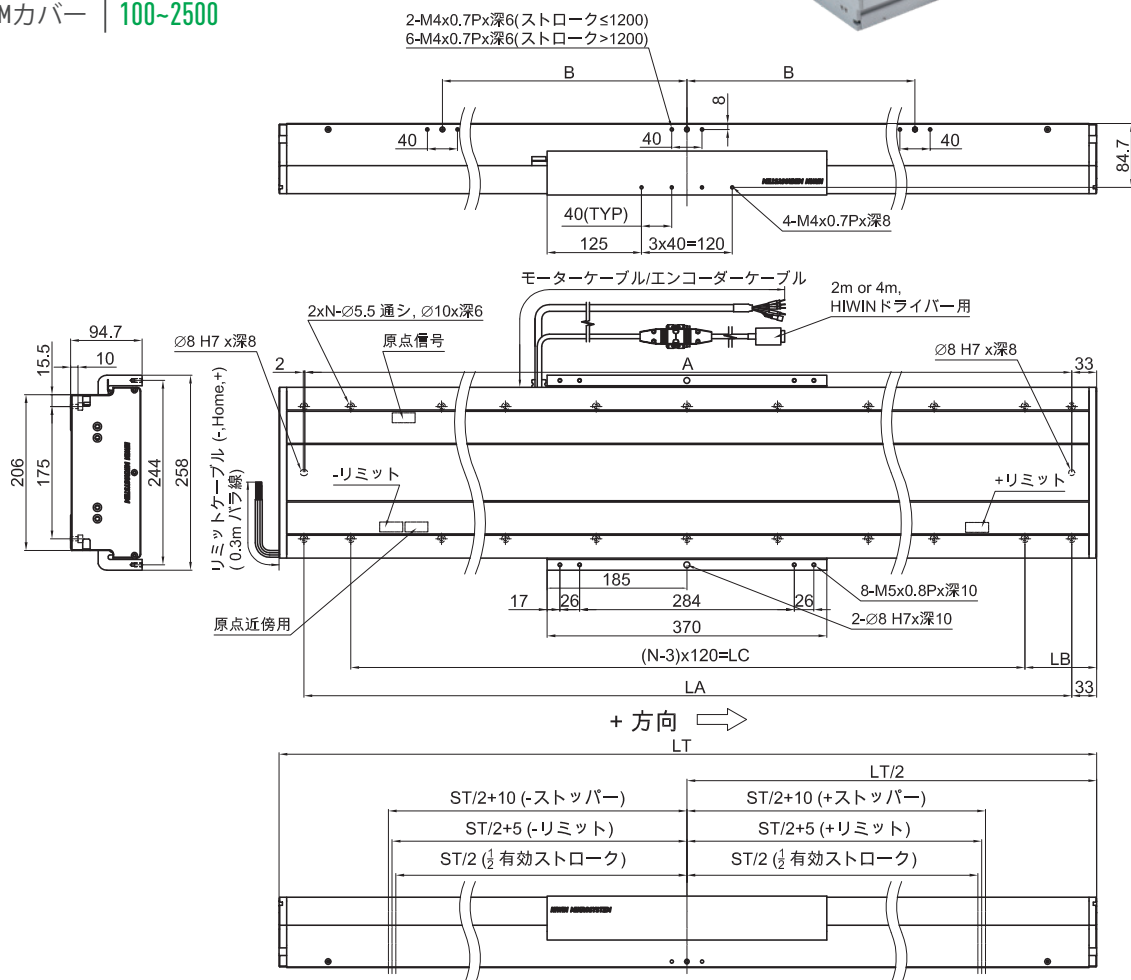 Mカバー | 100~2500
2-M4x0.7Px深6(ストローク≤1200)
6-M4x0.7Px深6(ストローク>1200)
B
B
8
40
40
40
84.7
HIWIN MIKROSYSTEM
40(TYP)
4-M4x0.7Px深8
125
3x40=120
モーターケーブル/エンコーダーケーブル
2m or 4m,
HIWINドライバー用
2xN-Ø5.5 通シ, Ø10x深6
94.7
Ø8 H7 x深8
原点信号
Ø8 H7 x深8
15.5
10
2
A
33
リミットケーブル (-,Home,+)
(0.3m バラ線)
206
175
HIWIN MIKROSYSTEM
244
258
-リミット
+リミット
185
8-M5x0.8Px深10
17
26
284
26
2-Ø8 H7x深10
原点近傍用
370
(N-3)x120=LC
LB
LA
33
+ 方向
LT
LT/2
ST/2+10 (-ストッパー)
ST/2+10 (+ストッパー)
ST/2+5 (-リミット)
ST/2+5 (+リミット)
ST/2 (½ 有効ストローク)
ST/2 (½ 有効ストローク)
HIWIN MIKROSYSTEM